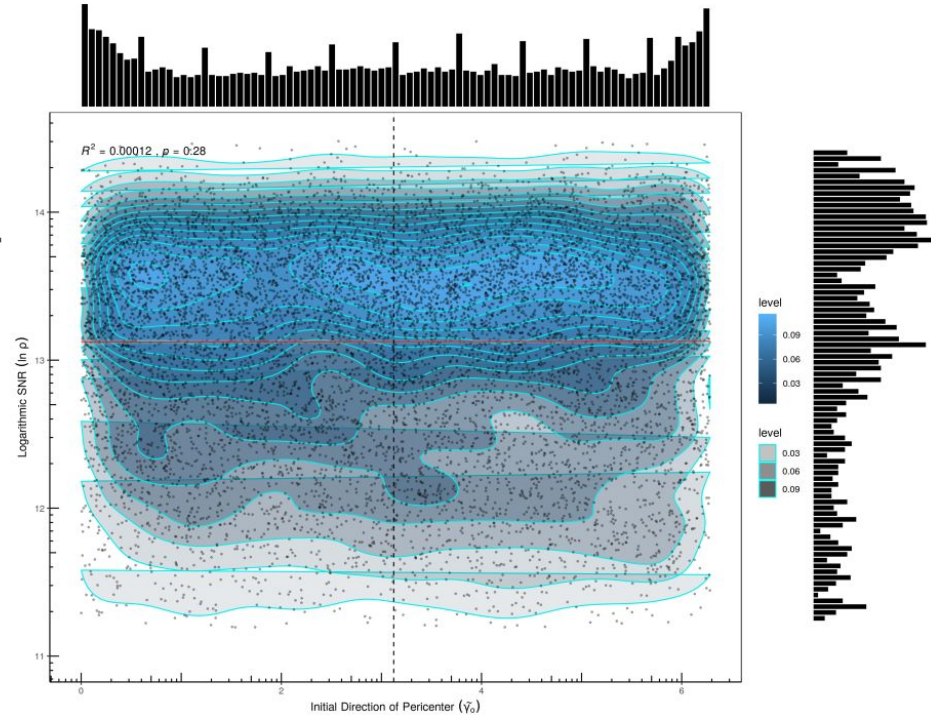 R² = 0.00012 , p = 0.28
14
13
12
11
Logarithmic SNR (ln ρ)
0
2
4
6
Initial Direction of Pericenter (γ̃₀)
level
0.09
0.06
0.03
level
0.03
0.06
0.09